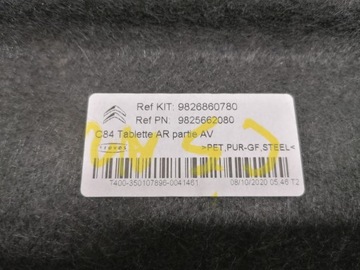 Ref KIT: 9826860780
Ref PN: 9825662080
C84 Tablette AR partie AV
>PET,PUR-GF,STEEL<
T400-350107896-0041461
08/10/2020 05:46 T2